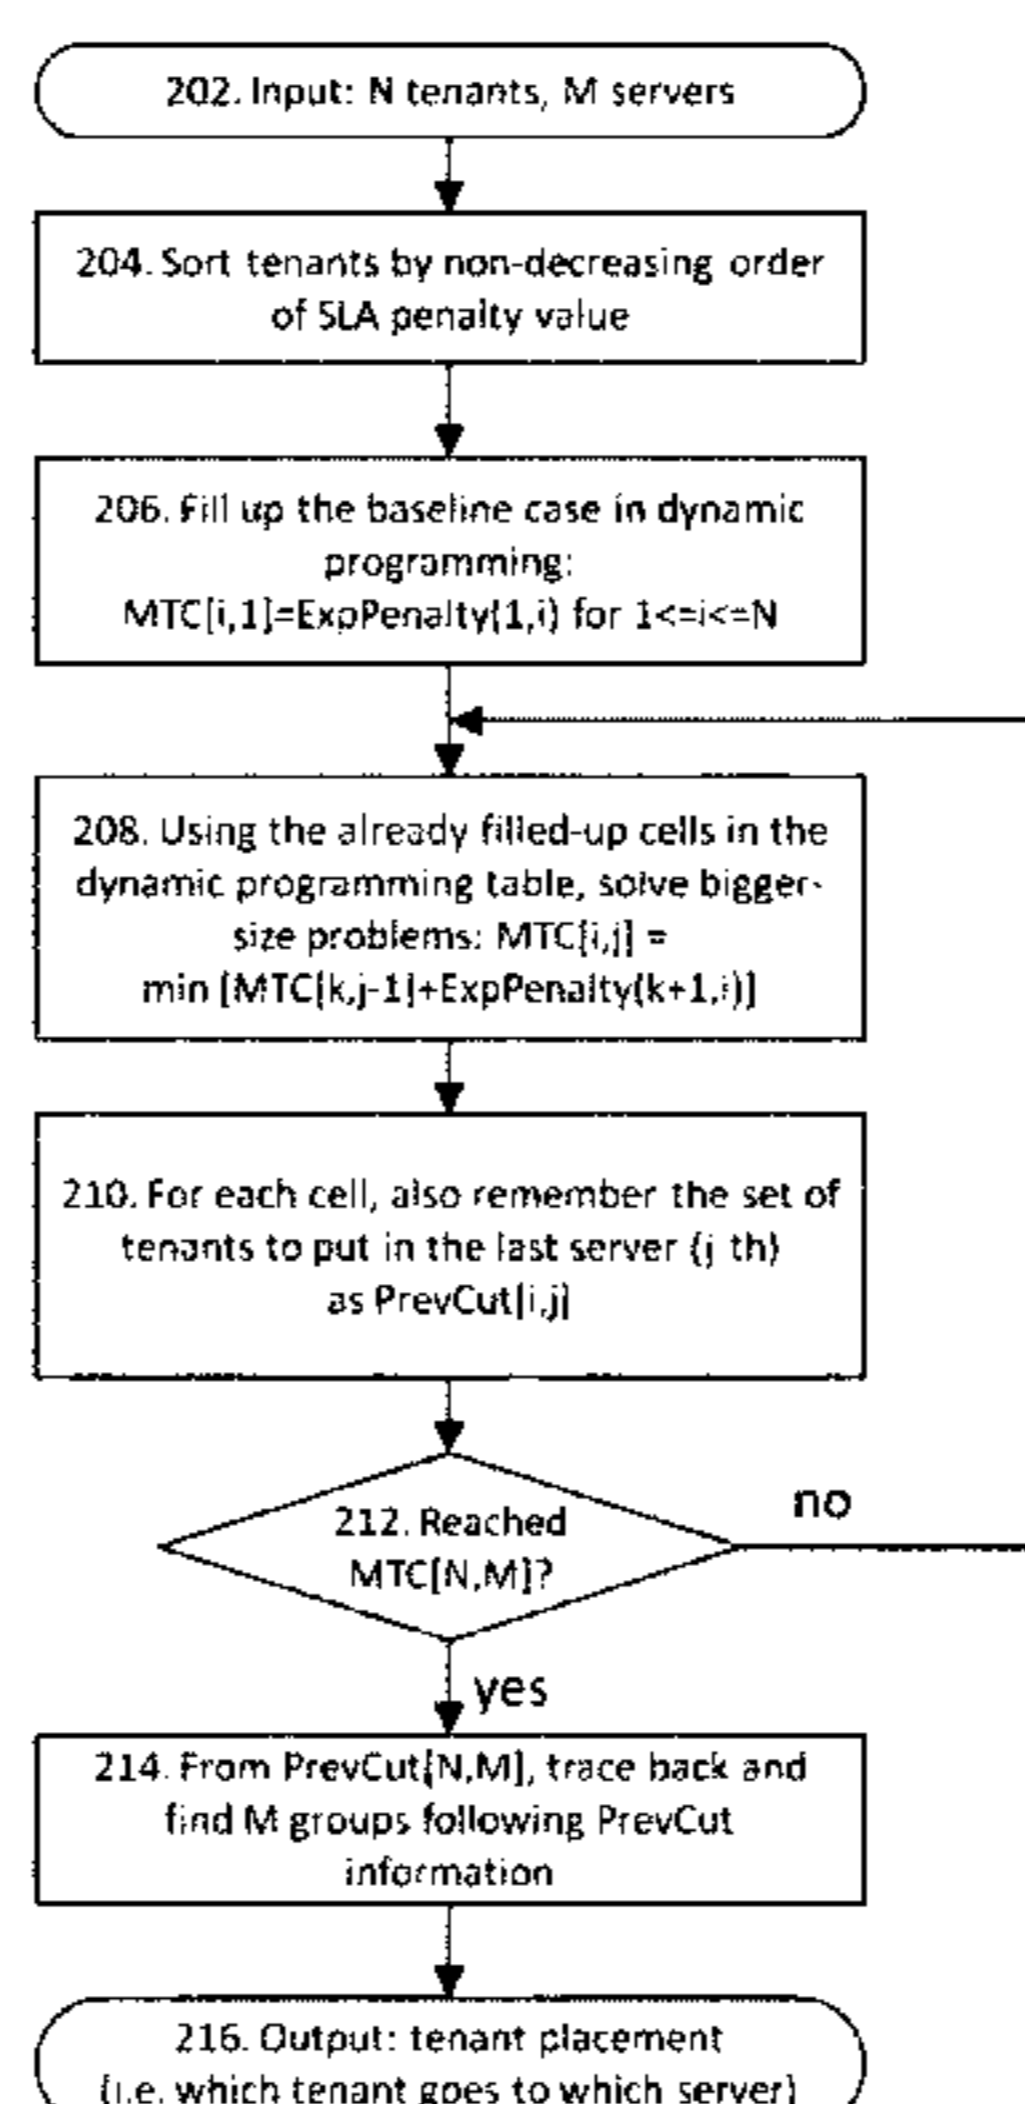 202. Input: N tenants, M servers
204. Sort tenants by non-decreasing order
of SLA penalty value
206. Fill up the baseline case in dynamic
programming:
MTC[i,1]=ExpPenalty(1,i) for 1<=i<=N
208. Using the already filled-up cells in the
dynamic programming table, solve bigger-
size problems: MTC[i,j] =
min [MTC[k,j-1]+ExpPenalty(k+1,i)]
210. For each cell, also remember the set of
tenants to put in the last server (j th)
as PrevCut[i,j]
212. Reached
MTC[N,M]?
no
yes
214. From PrevCut[N,M], trace back and
find M groups following PrevCut
information
216. Output: tenant placement
(i.e. which tenant goes to which server)